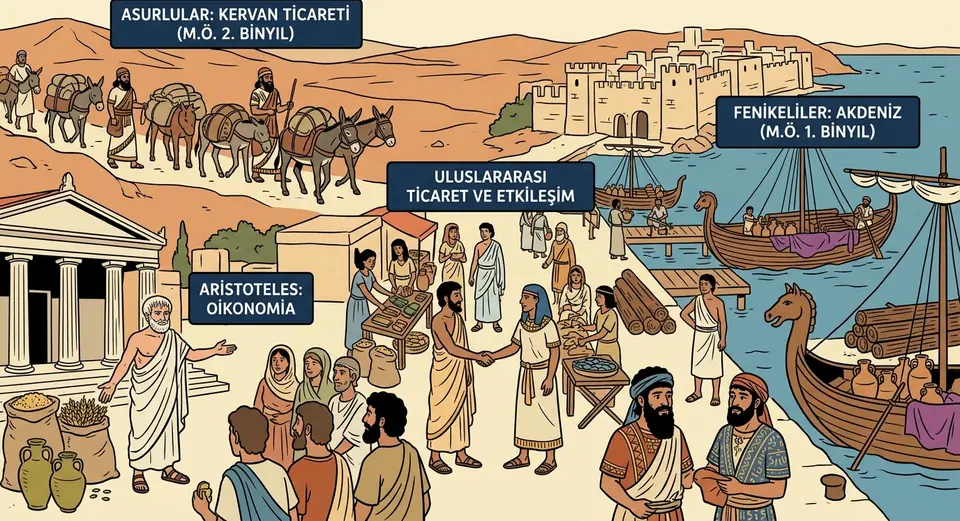 ASURLULAR: KERVAN TİCARETİ
(M.Ö. 2. BİNYIL)
FENİKELİLER: AKDENİZ
(M.Ö. 1. BİNYIL)
ULUSLARARASI
TİCARET VE ETKİLEŞİM
ARİSTOTELES:
OİKONOMİA